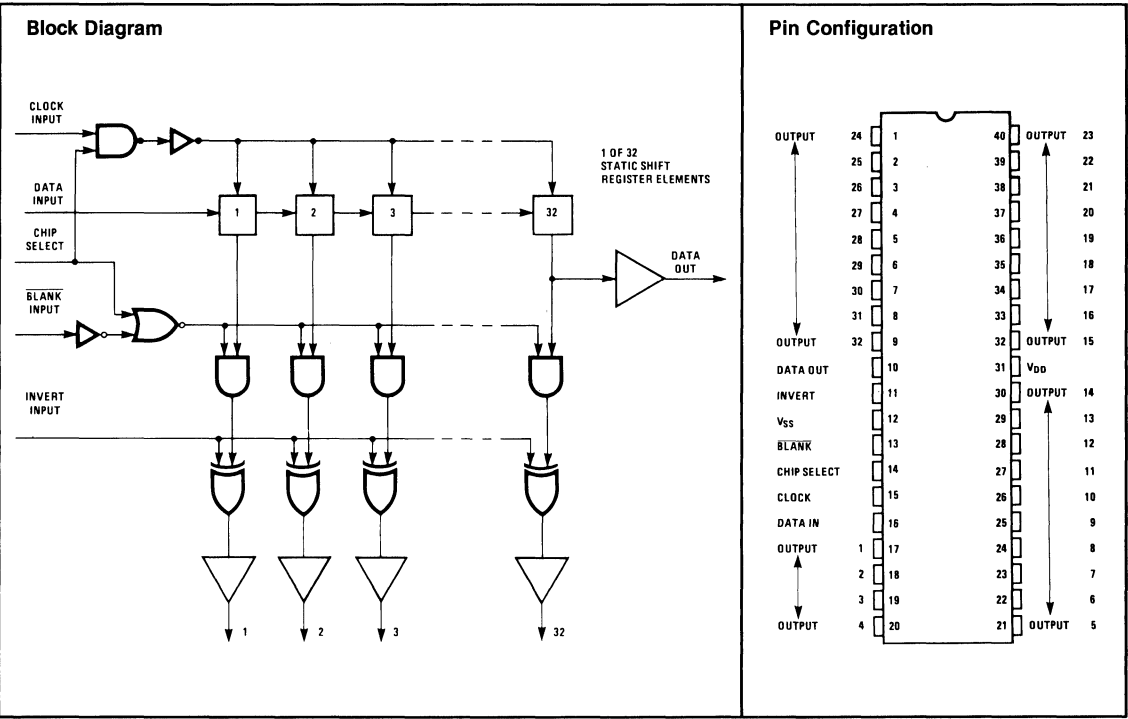 Block Diagram
CLOCK
INPUT
DATA
INPUT
CHIP
SELECT
BLANK
INPUT
INVERT
INPUT
1 2 3 32
1 OF 32
STATIC SHIFT
REGISTER ELEMENTS
DATA
OUT
1 2 3 32
Pin Configuration
OUTPUT 24 1 40 OUTPUT 23
25 2 39 22
26 3 38 21
27 4 37 20
28 5 36 19
29 6 35 18
30 7 34 17
31 8 33 16
OUTPUT 32 9 32 OUTPUT 15
DATA OUT 10 31 VDD
INVERT 11 30 OUTPUT 14
VSS 12 29 13
BLANK 13 28 12
CHIP SELECT 14 27 11
CLOCK 15 26 10
DATA IN 16 25 9
OUTPUT 1 17 24 8
2 18 23 7
3 19 22 6
OUTPUT 4 20 21 OUTPUT 5